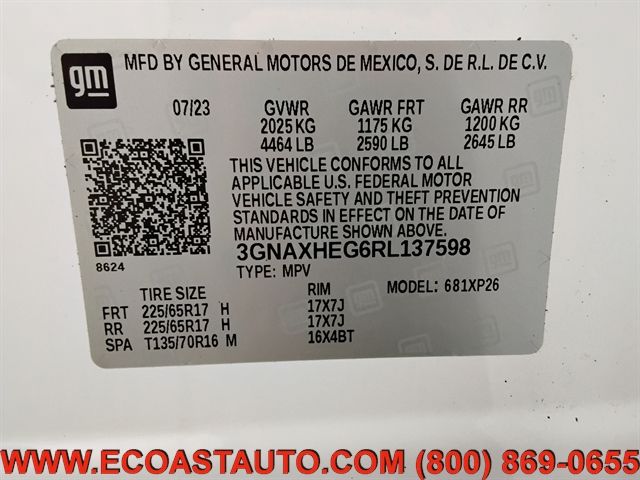 gm MFD BY GENERAL MOTORS DE MEXICO, S. DE R.L. DE C.V.
07/23 GVWR GAWR FRT GAWR RR
2025 KG 1175 KG 1200 KG
4464 LB 2590 LB 2645 LB
THIS VEHICLE CONFORMS TO ALL
APPLICABLE U.S. FEDERAL MOTOR
VEHICLE SAFETY AND THEFT PREVENTION
STANDARDS IN EFFECT ON THE DATE OF
MANUFACTURE SHOWN ABOVE.
3GNAXHEG6RL137598
8624
TYPE: MPV
TIRE SIZE RIM MODEL: 681XP26
FRT 225/65R17 H 17X7J
RR 225/65R17 H 17X7J
SPA T135/70R16 M 16X4BT
WWW.ECOASTAUTO.COM (800) 869-0655